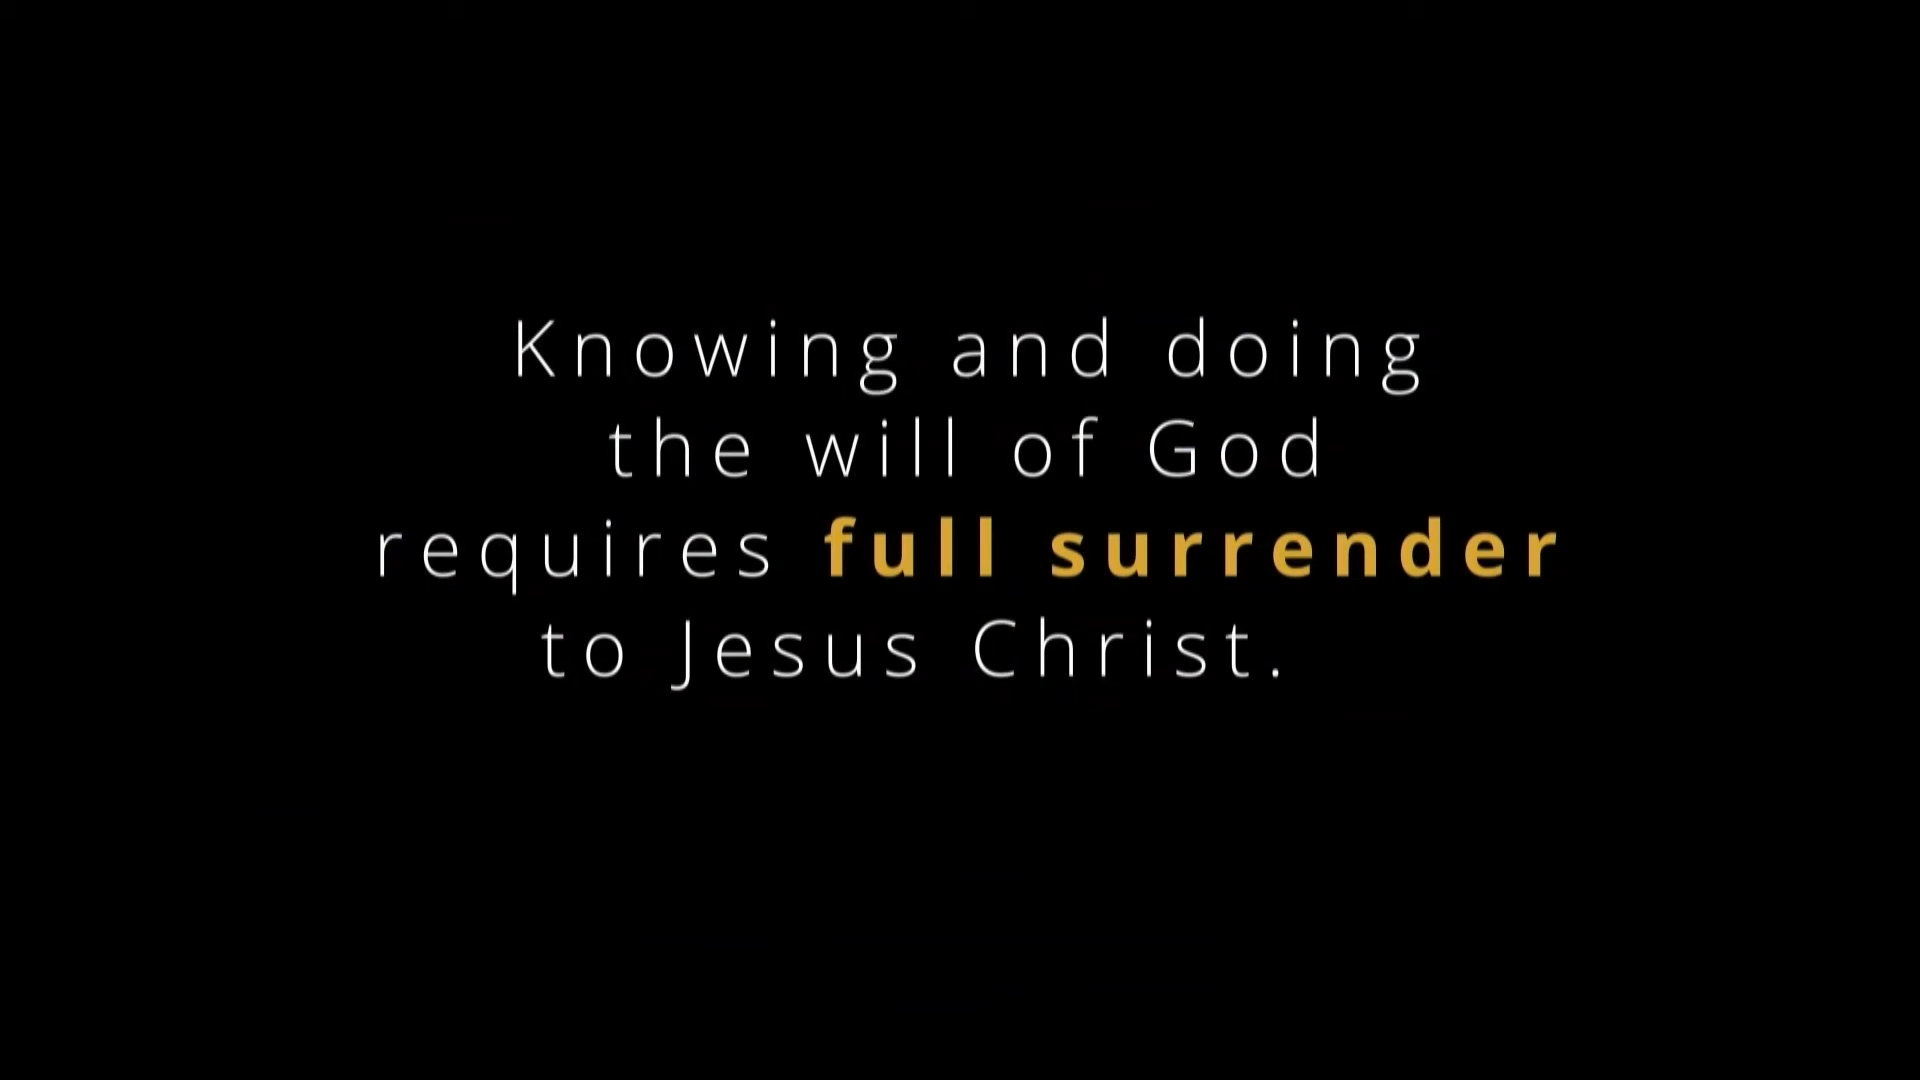 Knowing and doing
the will of God
requires full surrender
to Jesus Christ.